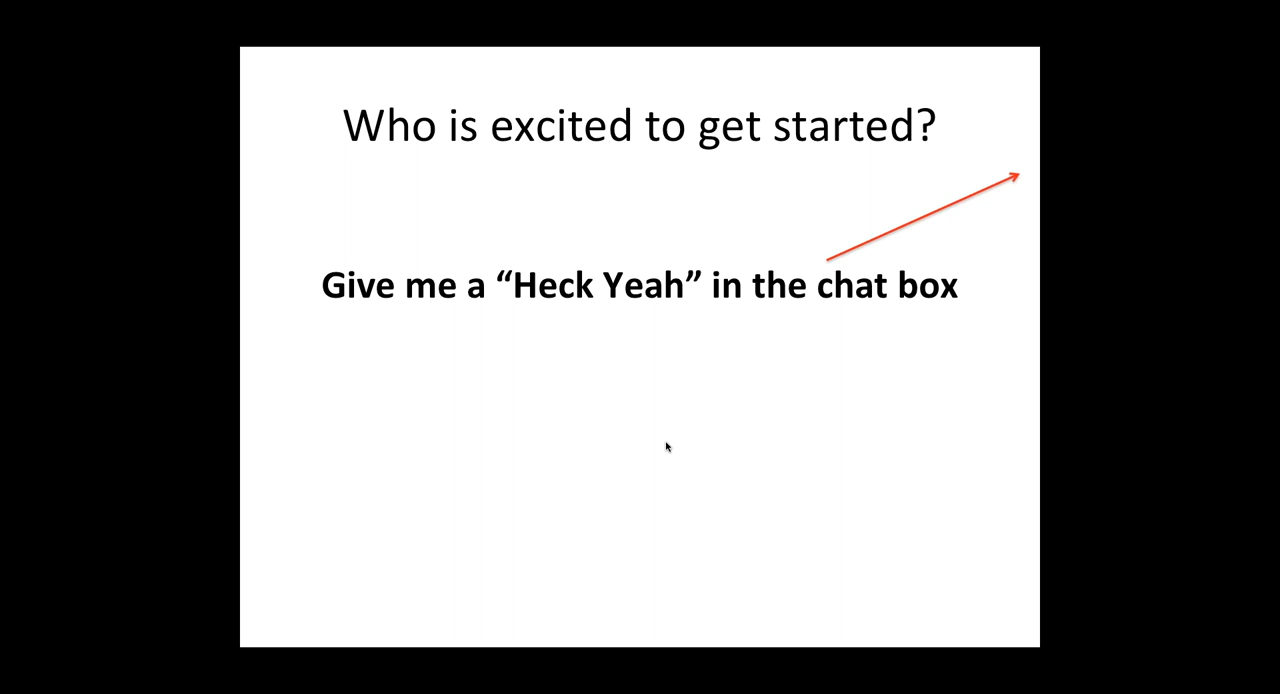 Who is excited to get started?
Give me a “Heck Yeah” in the chat box